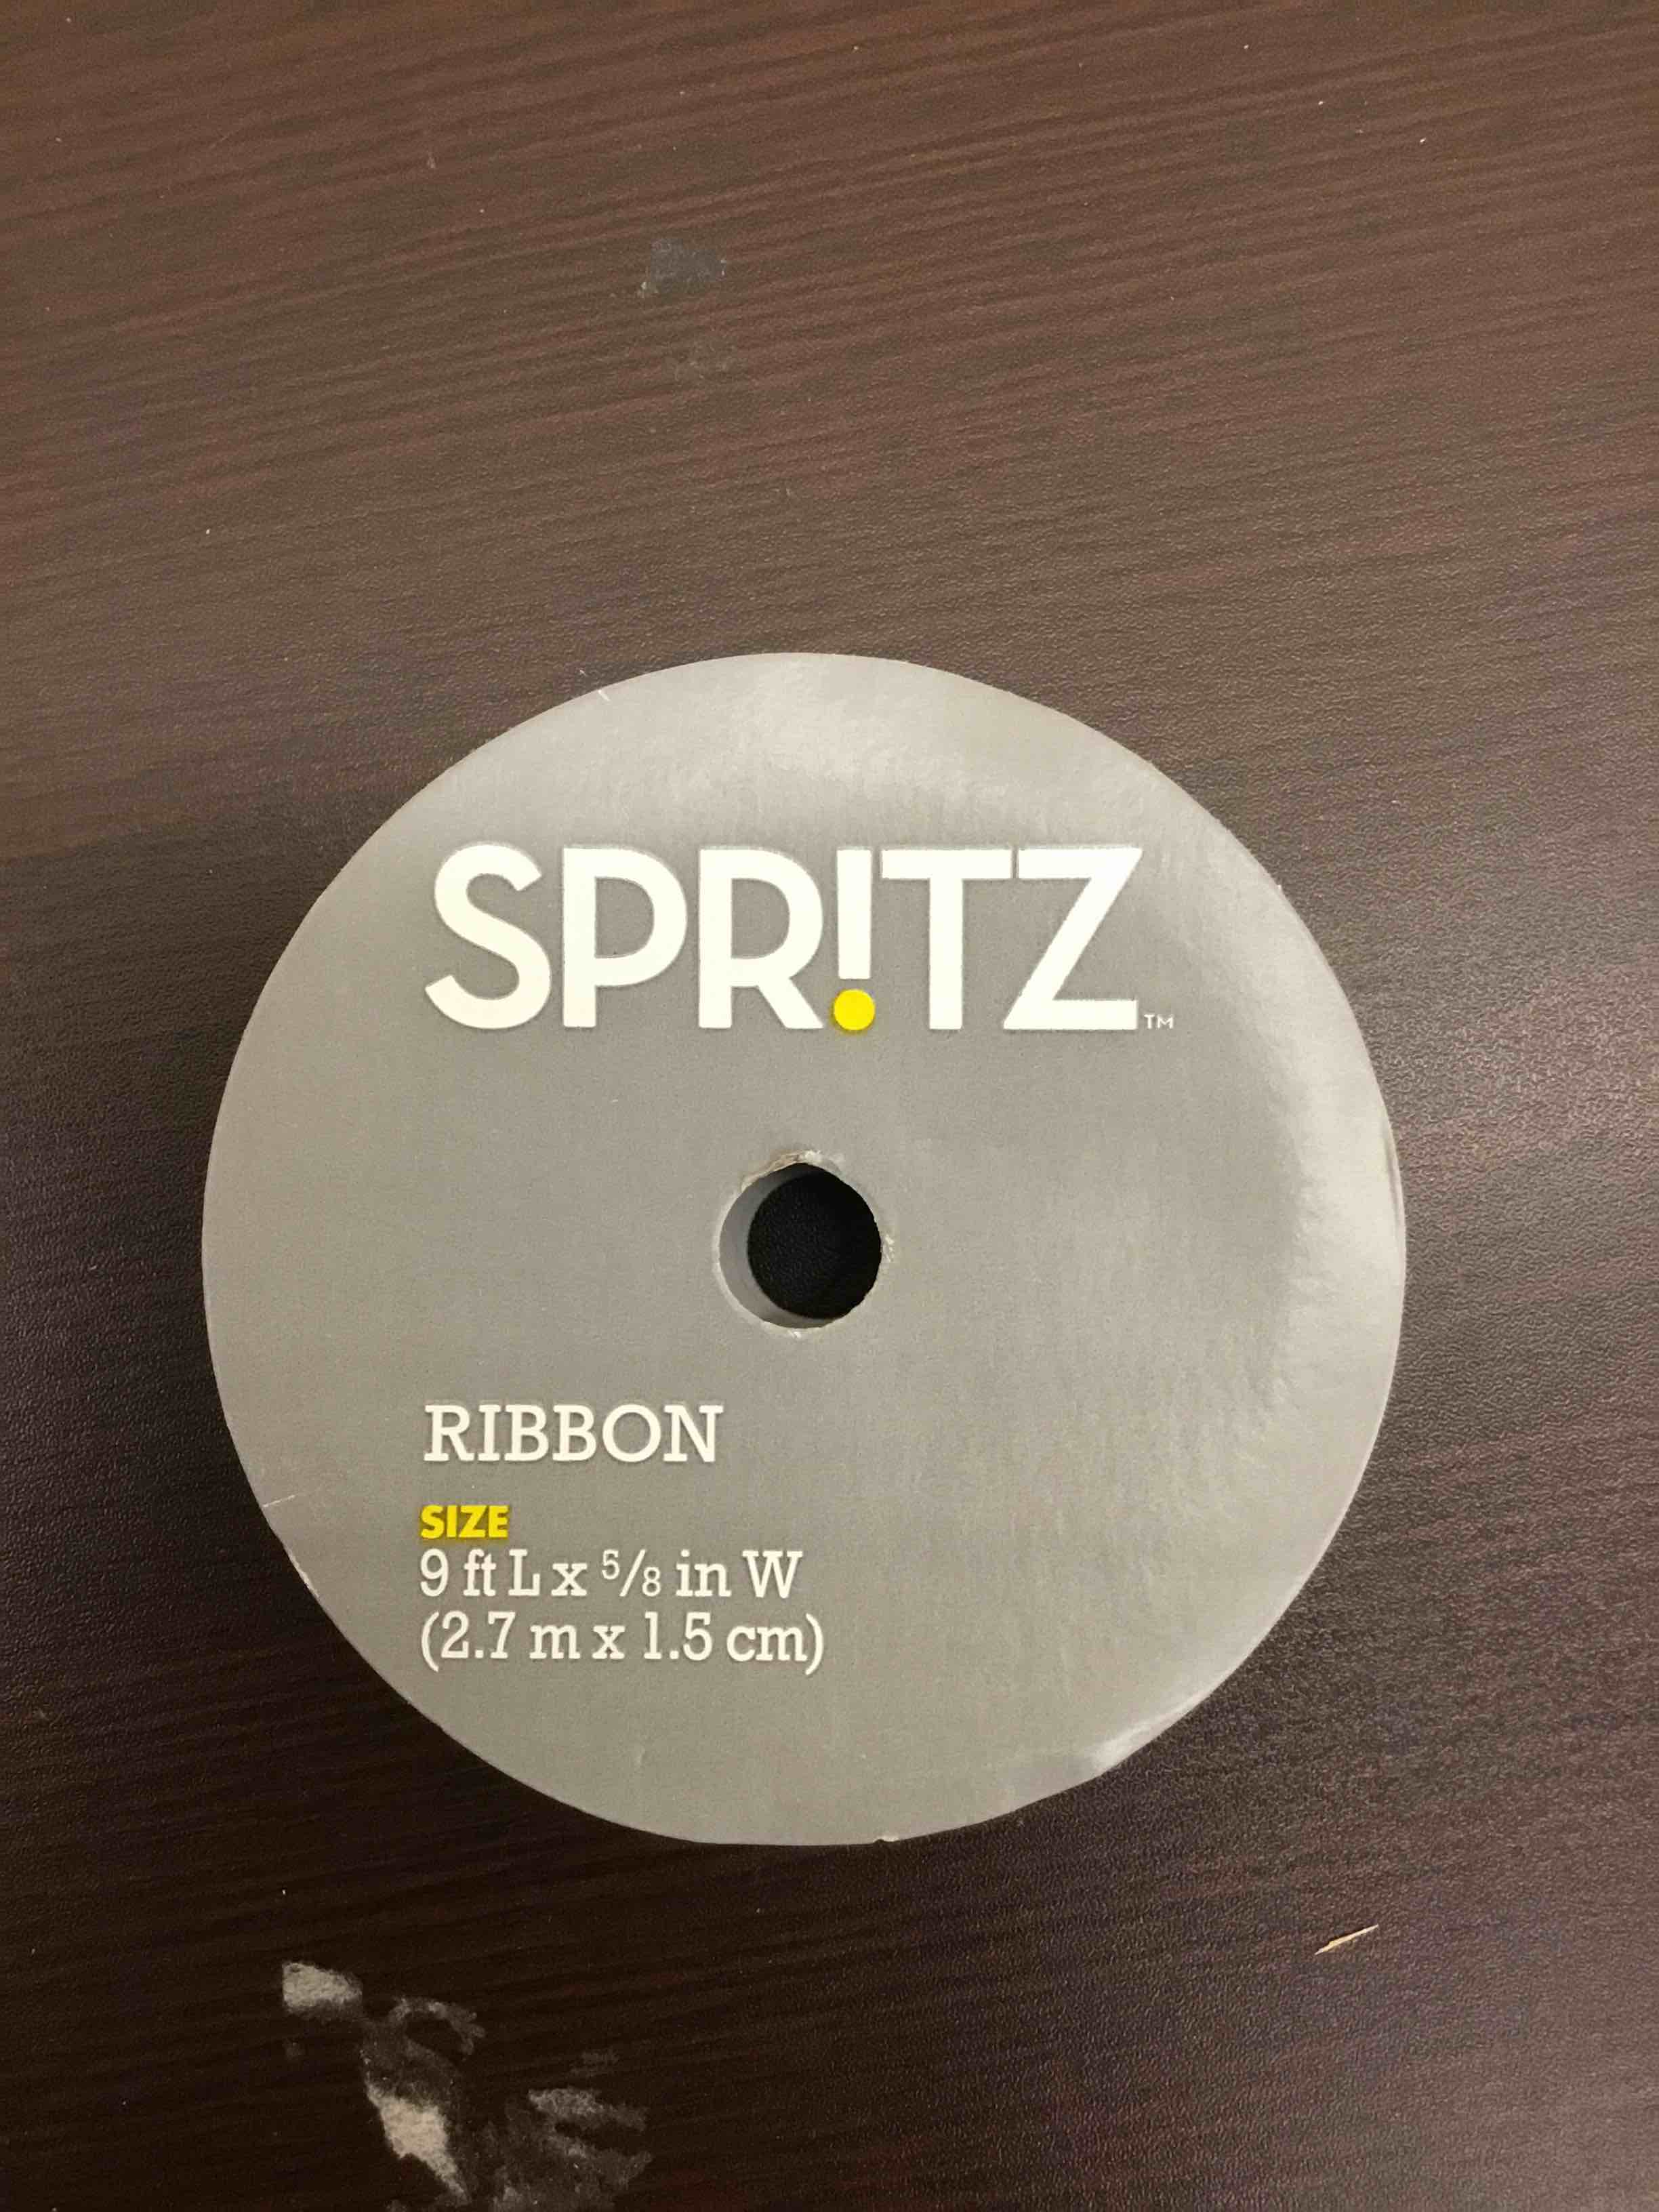 SPR!TZ™
RIBBON
SIZE
9 ft L x 5/8 in W
(2.7 m x 1.5 cm)